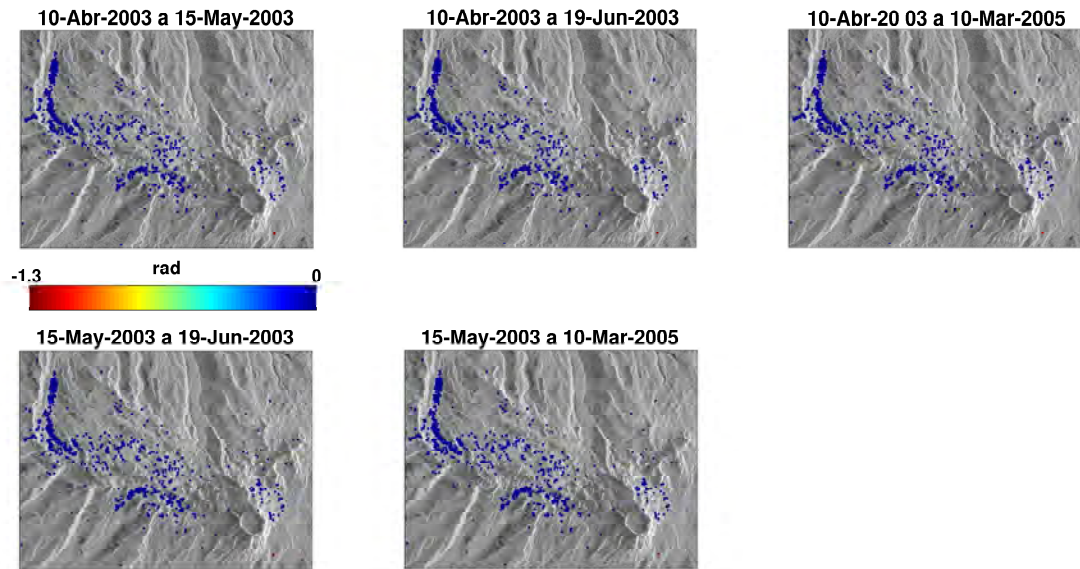 10-Abr-2003 a 15-May-2003
10-Abr-2003 a 19-Jun-2003
10-Abr-20 03 a 10-Mar-2005
rad
-1.3
0
15-May-2003 a 19-Jun-2003
15-May-2003 a 10-Mar-2005